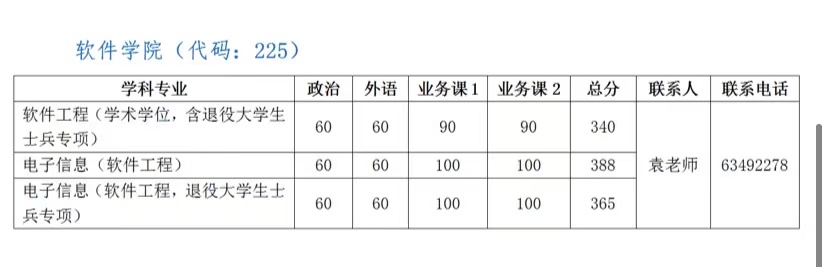 软件学院（代码：225）
学科专业 政治 外语 业务课1 业务课2 总分 联系人 联系电话
软件工程（学术学位，含退役大学生
士兵专项） 60 60 90 90 340
电子信息（软件工程） 60 60 100 100 388 袁老师 63492278
电子信息（软件工程，退役大学生士
兵专项） 60 60 100 100 365